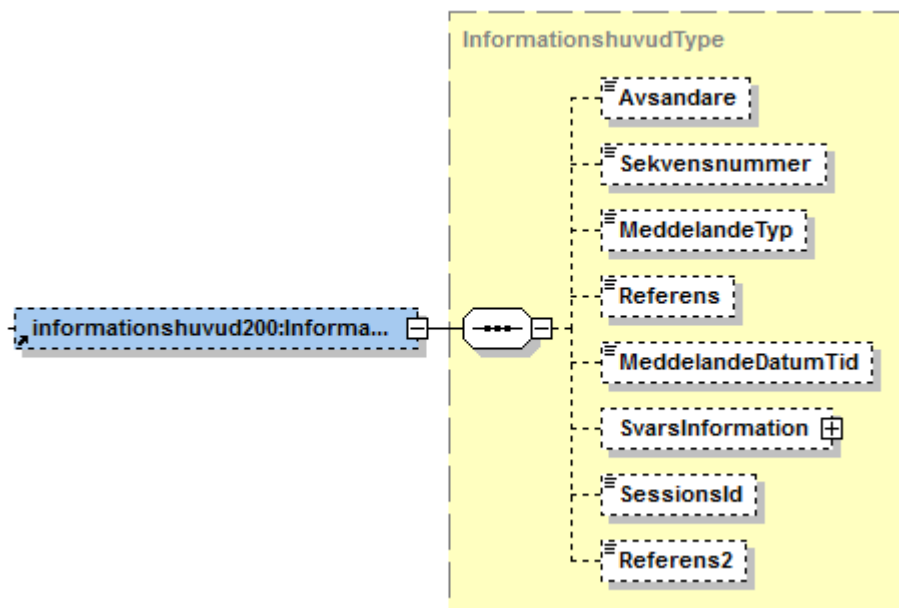 InformationshuvudType
Avsandare
Sekvensnummer
MeddelandeTyp
Referens
informationshuvud200:Informa...
MeddelandeDatumTid
SvarsInformation
SessionsId
Referens2